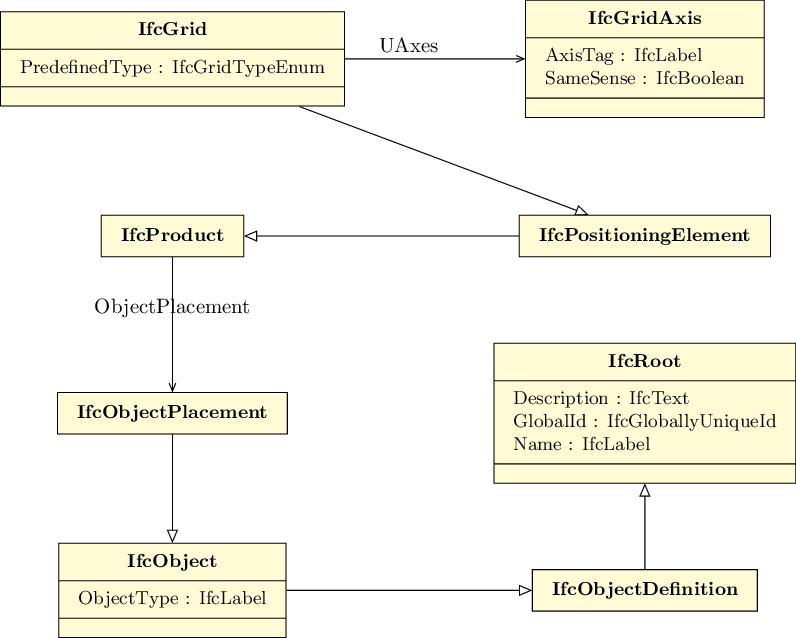 IfcGrid
PredefinedType : IfcGridTypeEnum
UAxes
IfcGridAxis
AxisTag : IfcLabel
SameSense : IfcBoolean
IfcProduct
IfcPositioningElement
ObjectPlacement
IfcObjectPlacement
IfcRoot
Description : IfcText
GlobalId : IfcGloballyUniqueId
Name : IfcLabel
IfcObject
ObjectType : IfcLabel
IfcObjectDefinition